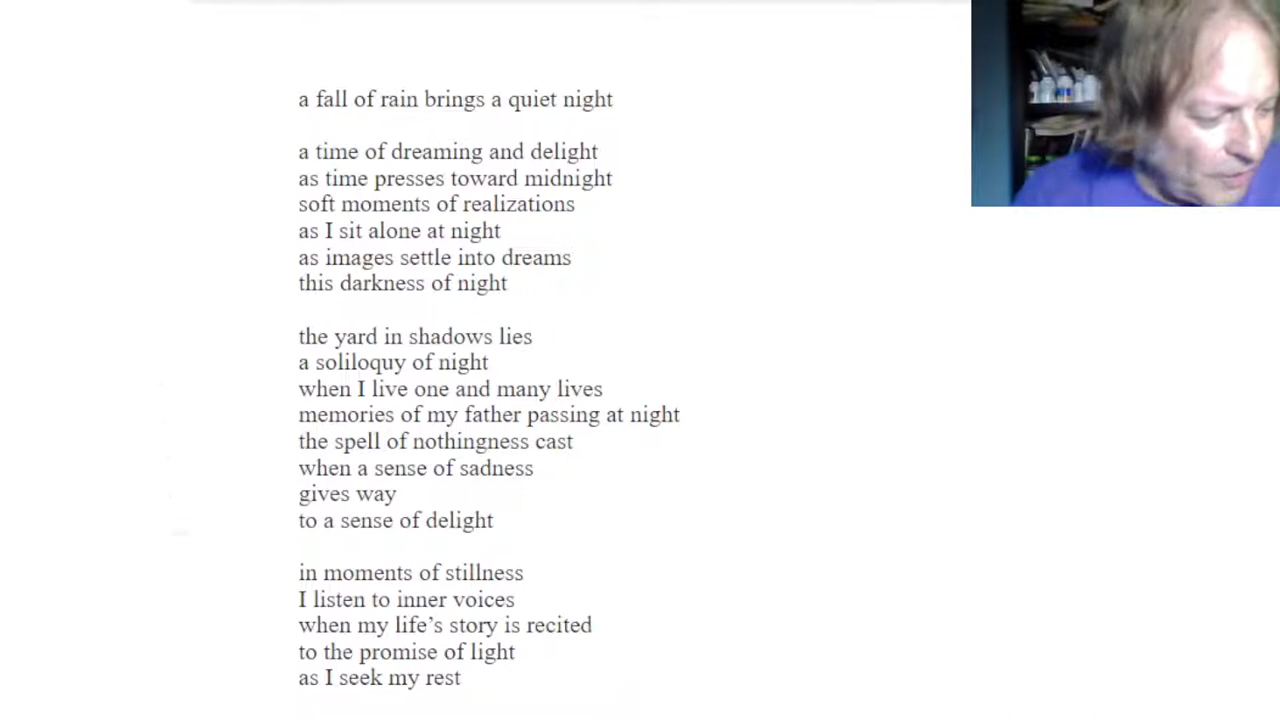 a fall of rain brings a quiet night
a time of dreaming and delight
as time presses toward midnight
soft moments of realizations
as I sit alone at night
as images settle into dreams
this darkness of night
the yard in shadows lies
a soliloquy of night
when I live one and many lives
memories of my father passing at night
the spell of nothingness cast
when a sense of sadness
gives way
to a sense of delight
in moments of stillness
I listen to inner voices
when my life’s story is recited
to the promise of light
as I seek my rest